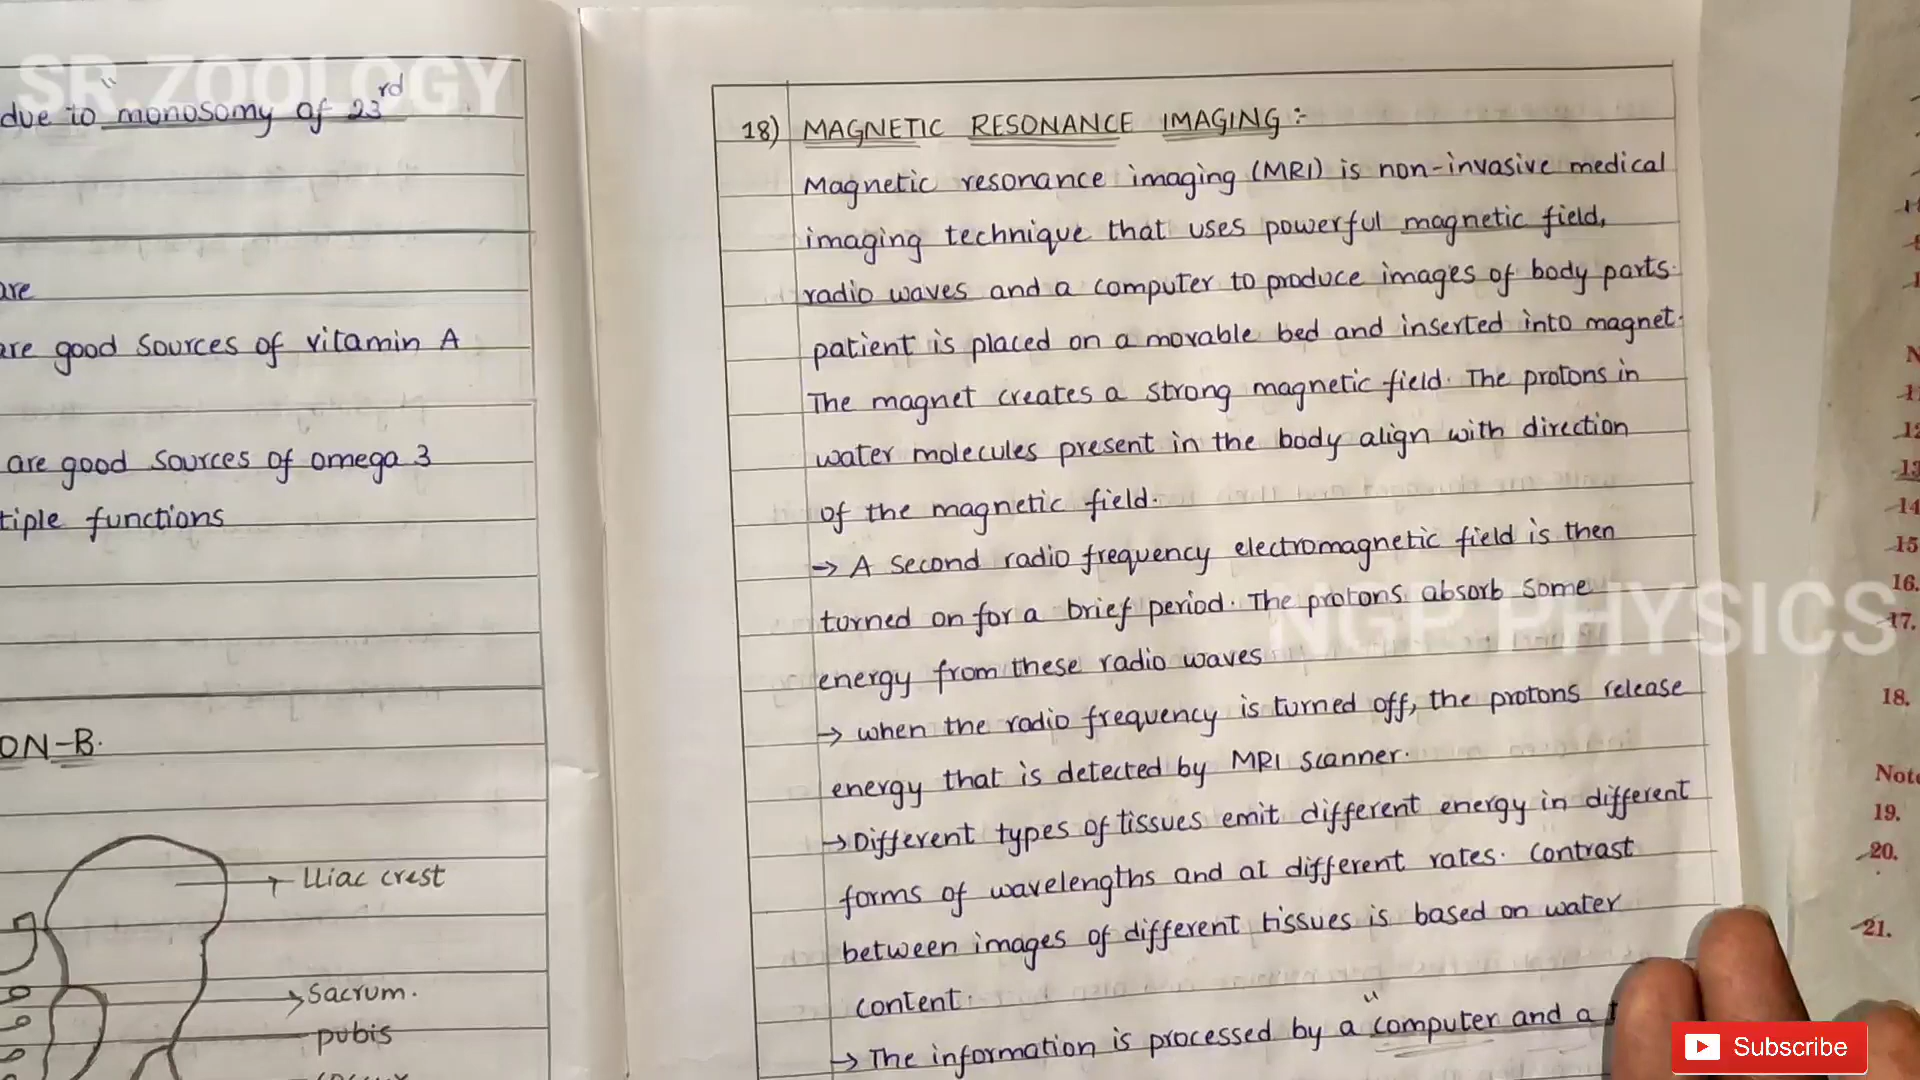 SR.ZOOLOGY
due to "monosomy of 23rd
are
are good sources of vitamin A
are good sources of omega 3
tiple functions
ON-B.
Lliac crest
Sacrum.
pubis
18) MAGNETIC RESONANCE IMAGING :-
Magnetic resonance imaging (MRI) is non-invasive medical
imaging technique that uses powerful magnetic field,
radio waves and a computer to produce images of body parts.
patient is placed on a movable bed and inserted into magnet.
The magnet creates a strong magnetic field. The protons in
water molecules present in the body align with direction
of the magnetic field.
→ A second radio frequency electromagnetic field is then
turned on for a brief period. The protons absorb some
energy from these radio waves
→ when the radio frequency is turned off, the protons release
energy that is detected by MRI scanner.
→ Different types of tissues emit different energy in different
forms of wavelengths and at different rates. Contrast
between images of different tissues is based on water
content.
→ The information is processed by a "computer and a
NGP PHYSICS
15
16.
17.
18.
Note
19.
20.
21.
Subscribe